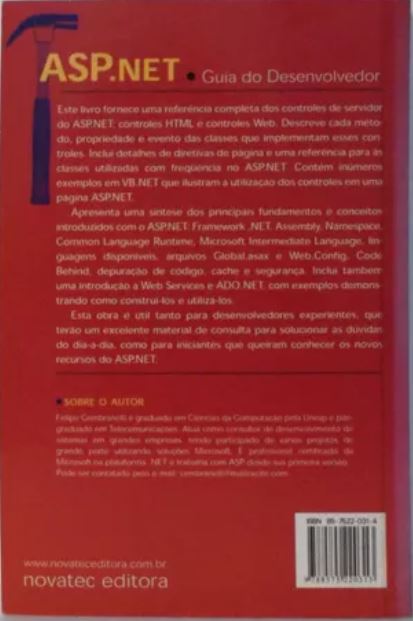 ASP.NET • Guia do Desenvolvedor
Este livro fornece uma referência completa dos controles de servidor
do ASP.NET: controles HTML e controles Web. Descreve cada méto-
do, propriedade e evento das classes que implementam esses con-
troles. Inclui detalhes de diretivas de página e uma referência para as
classes utilizadas com freqüência no ASP.NET. Contém inúmeros
exemplos em VB.NET que ilustram a utilização dos controles em uma
página ASP.NET.
Apresenta uma síntese dos principais fundamentos e conceitos
introduzidos com o ASP.NET: Framework .NET, Assembly, Namespace,
Common Language Runtime, Microsoft Intermediate Language, lin-
guagens disponíveis, arquivos Global.asax e Web.Config, Code
Behind, depuração de código, cache e segurança. Inclui também
uma introdução a Web Services e ADO.NET, com exemplos demons-
trando como construí-los e utilizá-los.
Esta obra é útil tanto para desenvolvedores experientes, que
terão um excelente material de consulta para solucionar as dúvidas
do dia-a-dia, como para iniciantes que queiram conhecer os novos
recursos do ASP.NET.
• SOBRE O AUTOR
Felipe Cembranelli é graduado em Ciências da Computação pela Unicap e pós-
graduado em Telecomunicações. Atua como consultor de desenvolvimento de
sistemas em grandes empresas, tendo participado de vários projetos de
grande porte utilizando soluções Microsoft. É profissional certificado da
Microsoft na plataforma .NET e trabalha com ASP desde sua primeira versão.
Pode ser contatado pelo e-mail:
ISBN 85-7522-031-4
9 788575 220313
www.novateceditora.com.br
novatec editora